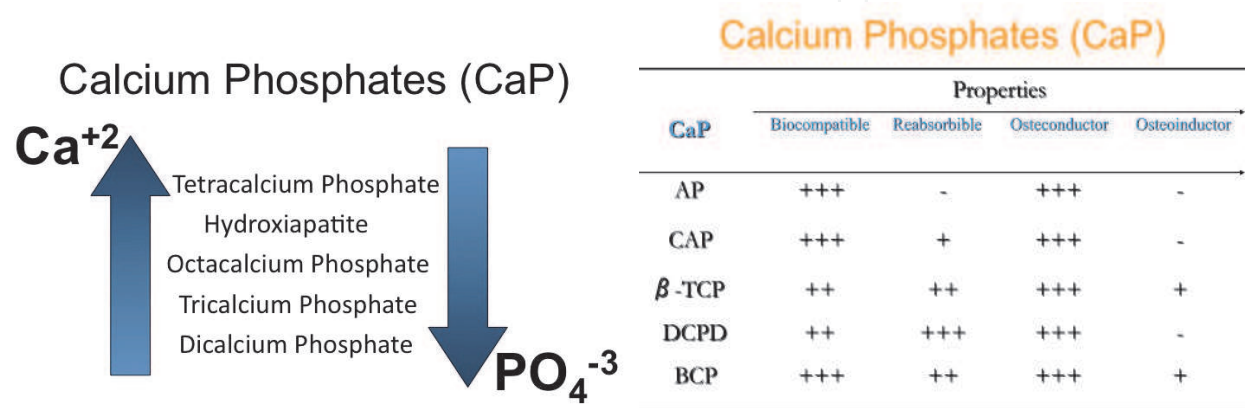 Calcium Phosphates (CaP)
Ca+2
Tetracalcium Phosphate
Hydroxiapatite
Octacalcium Phosphate
Tricalcium Phosphate
Dicalcium Phosphate
PO4-3
Calcium Phosphates (CaP)
Properties
CaP Biocompatible Reabsorbible Osteconductor Osteoinductor
AP +++ - +++ -
CAP +++ + +++ -
β-TCP ++ ++ +++ +
DCPD ++ +++ +++ -
BCP +++ ++ +++ +